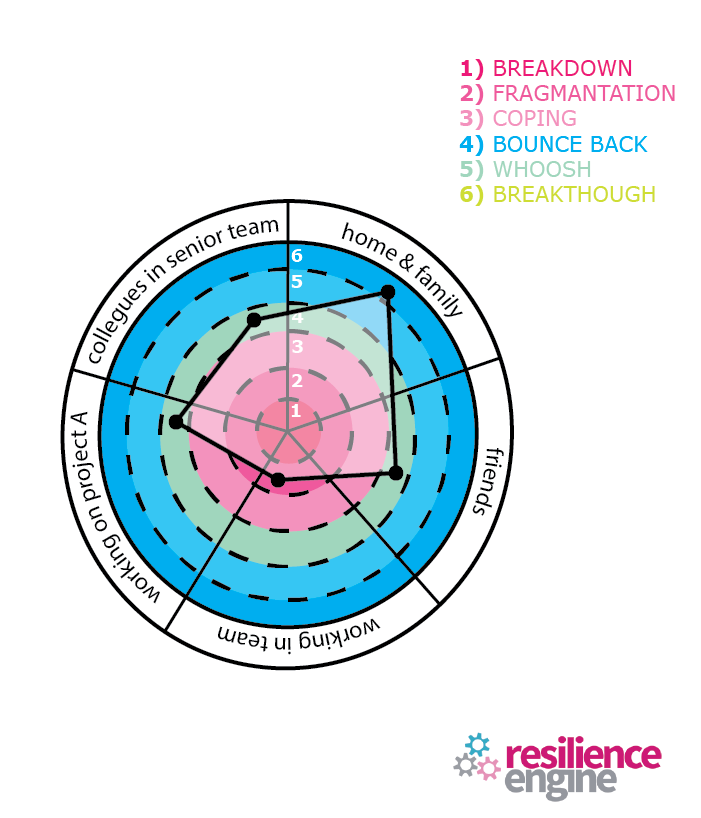 1) BREAKDOWN
2) FRAGMANTATION
3) COPING
4) BOUNCE BACK
5) WHOOSH
6) BREAKTHOUGH
collegues in senior team
home & family
friends
working in team
working on project A
6
5
4
3
2
1
resilience
engine